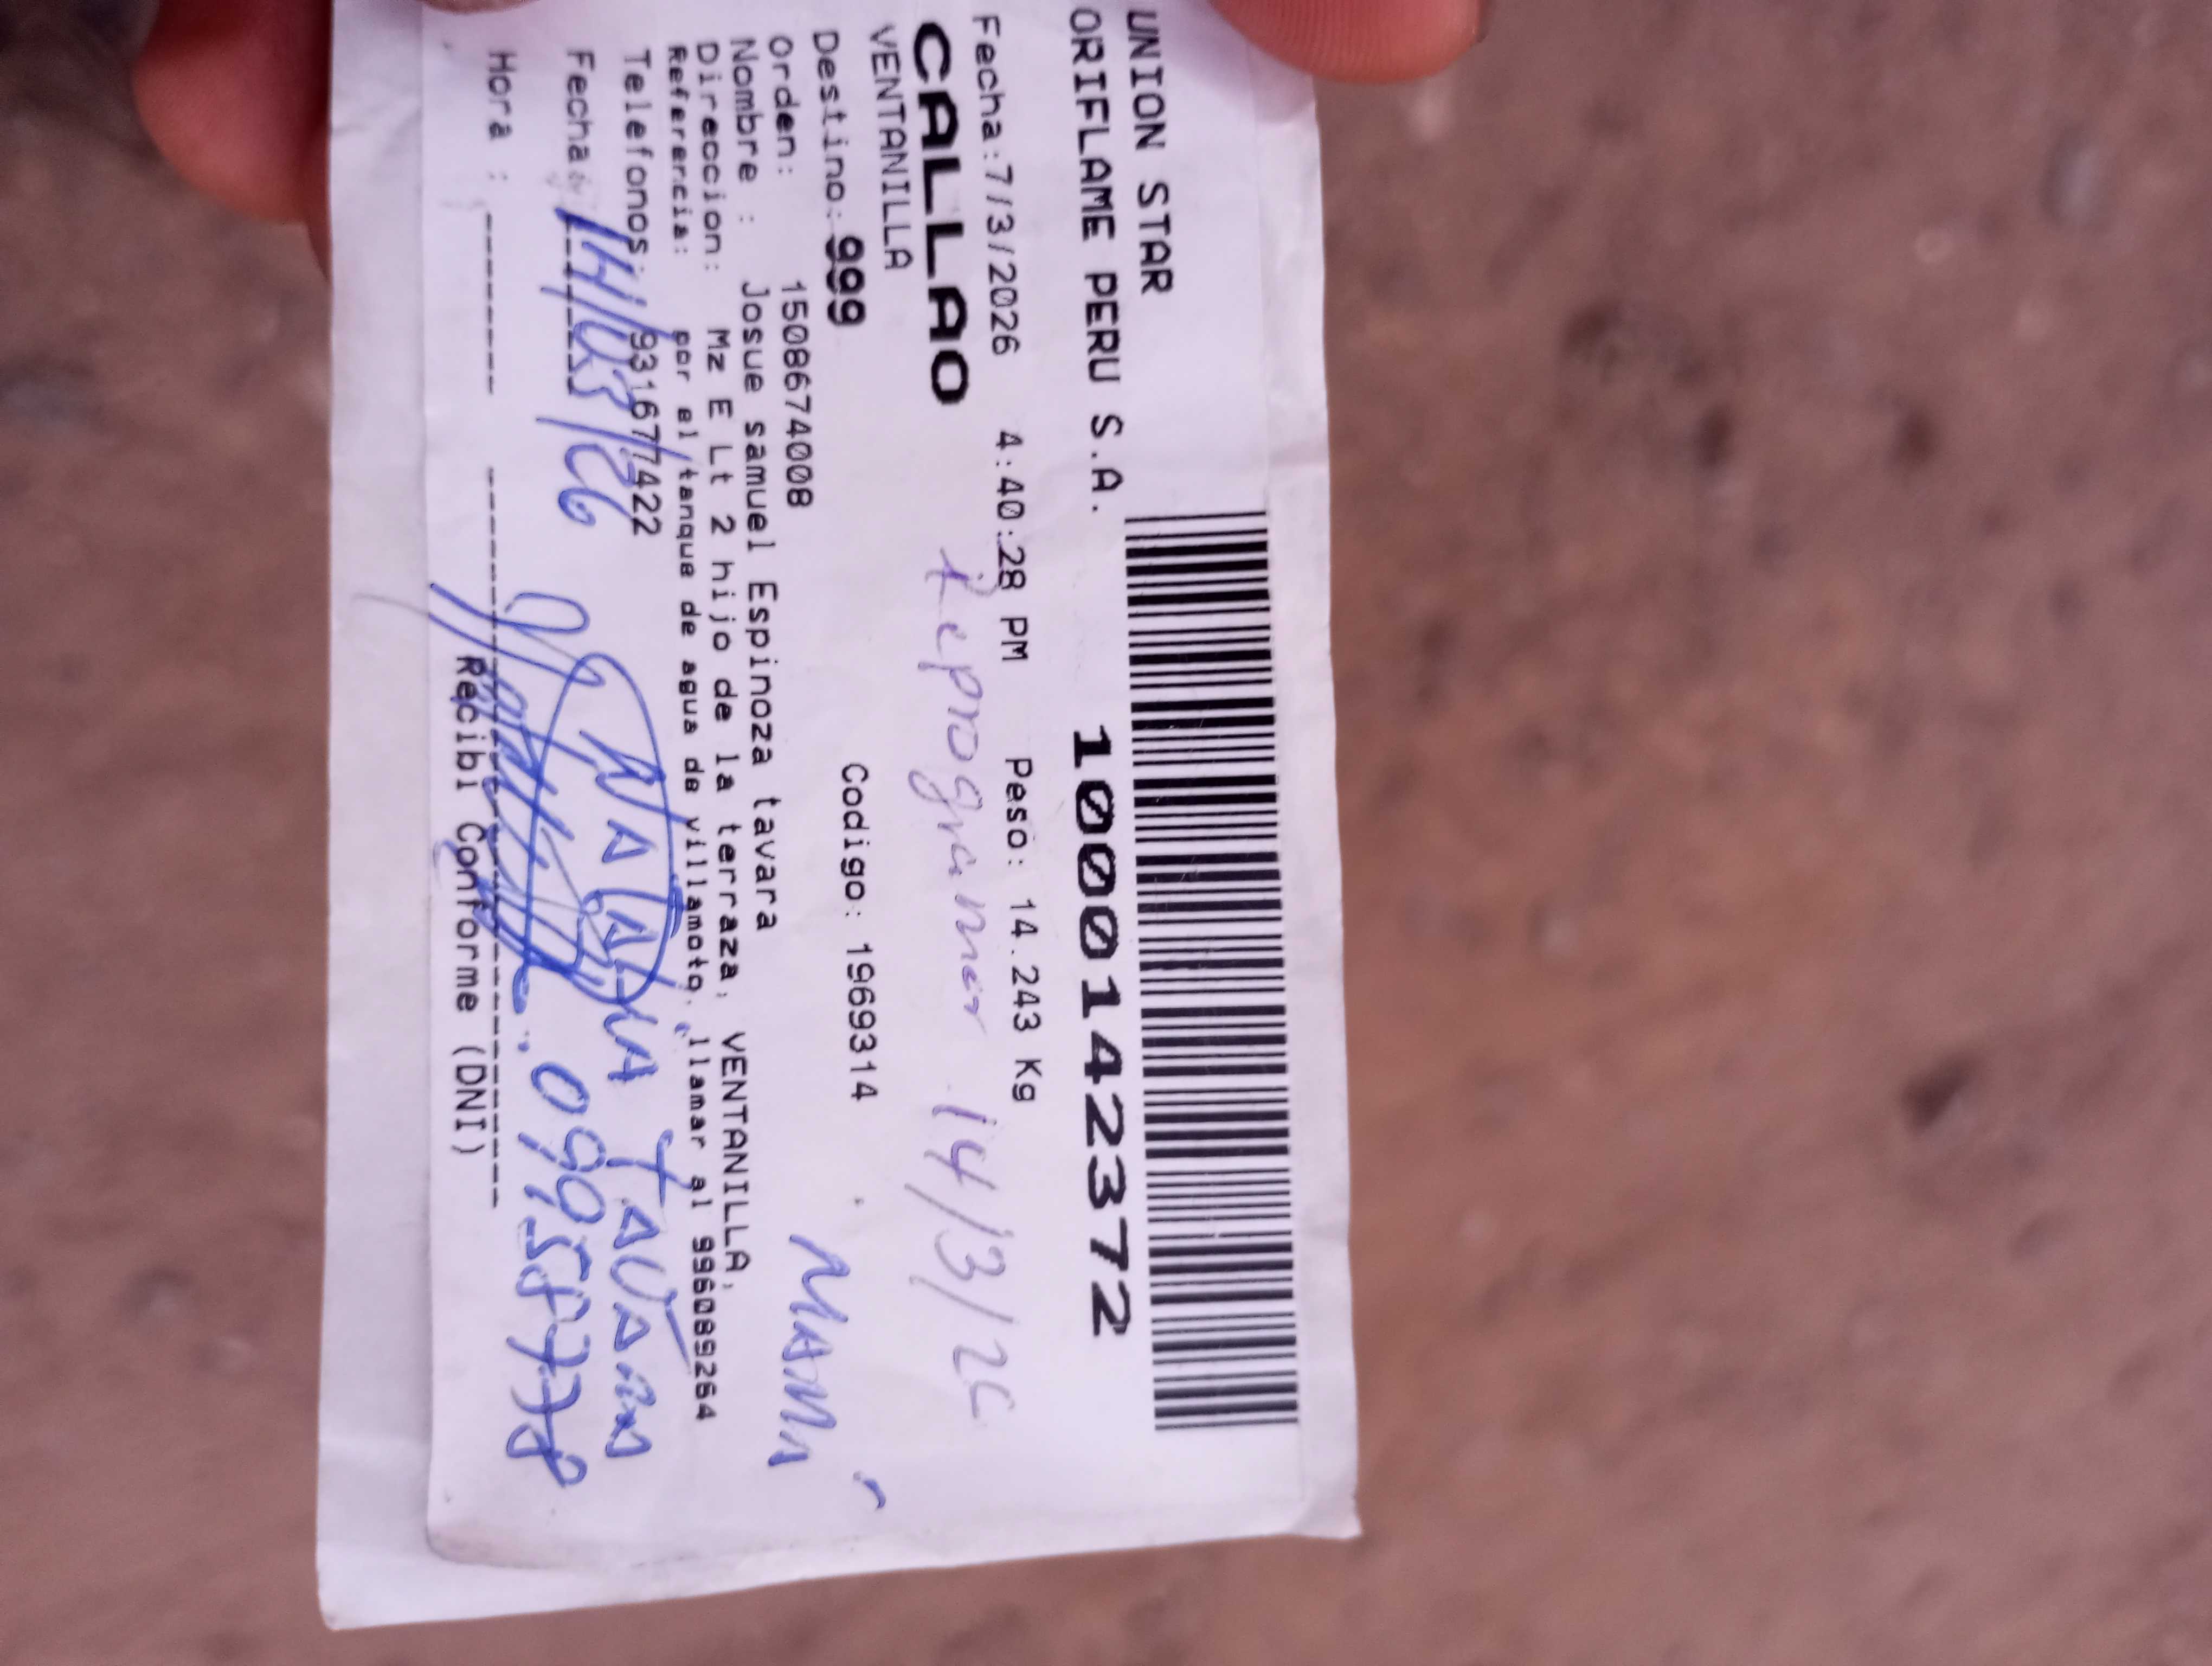 UNION STAR
ORIFLAME PERU S.A.
1000142372
Fecha:7/3/2026 4:40:28 PM Peso: 14.243 Kg
CALLAO
Reprogramar 14/3/26
VENTANILLA
Destino: 999 Codigo: 1969314
Orden: 1508674008
Nombre : Josue samuel Espinoza tavara
MAMA
Direccion: Mz E Lt 2 hijo de la terraza, VENTANILLA,
Referencia: por el tanque de agua de villamoto, llamar al 996089264
Telefonos: 931677422
Fecha: 14/03/26
TAVARA
Hora :
Recibi Conforme (DNI)